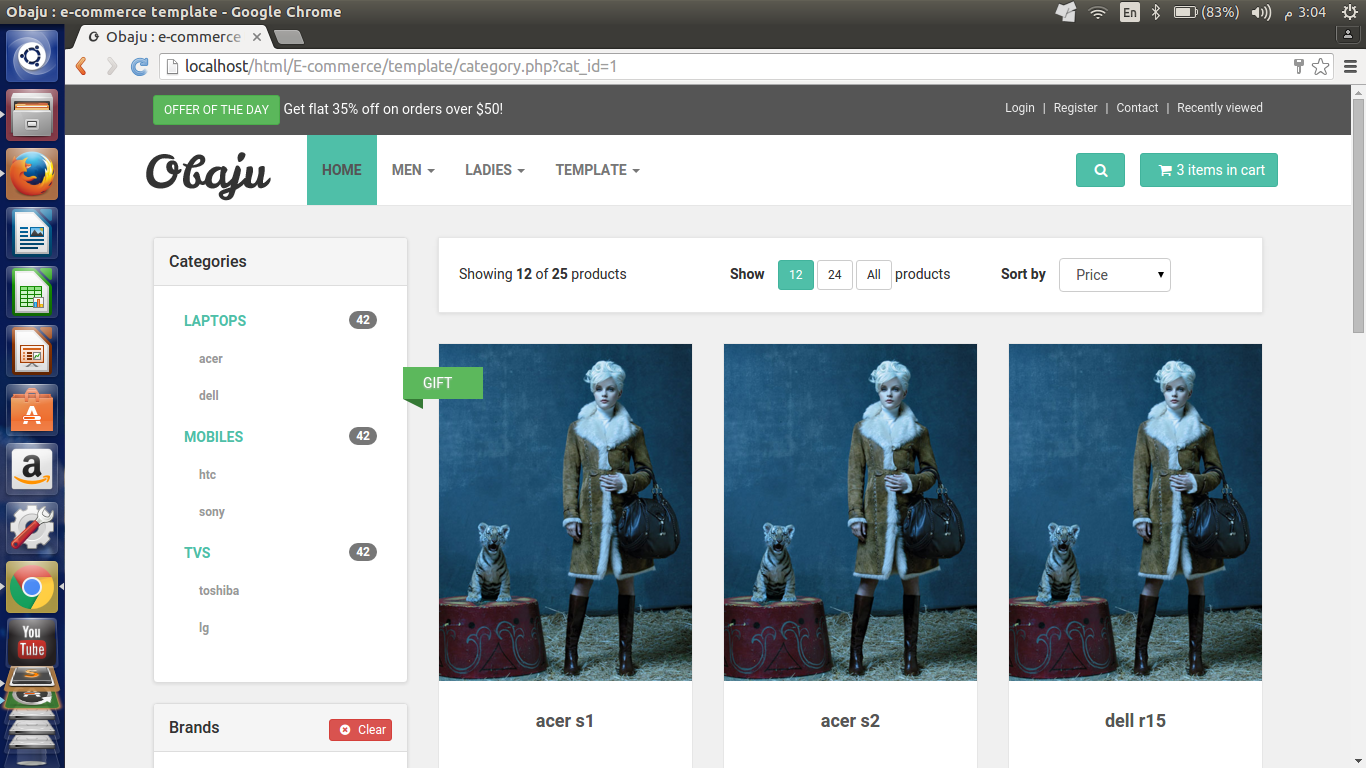 Obaju : e-commerce template - Google Chrome
En (83%) 3:04 م
Obaju : e-commerce
localhost/html/E-commerce/template/category.php?cat_id=1
OFFER OF THE DAY Get flat 35% off on orders over $50!
Login | Register | Contact | Recently viewed
Obaju HOME MEN LADIES TEMPLATE 3 items in cart
Categories
LAPTOPS 42
acer
dell
MOBILES 42
htc
sony
TVS 42
toshiba
lg
Brands Clear
Showing 12 of 25 products Show 12 24 All products Sort by Price
GIFT
acer s1
acer s2
dell r15
a
You
Tube